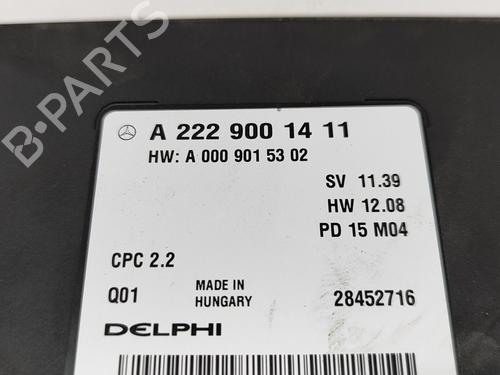 B-PARTS
A 222 900 14 11
HW: A 000 901 53 02
SV 11.39
HW 12.08
PD 15 M04
CPC 2.2
Q01
MADE IN
HUNGARY
28452716
DELPHI